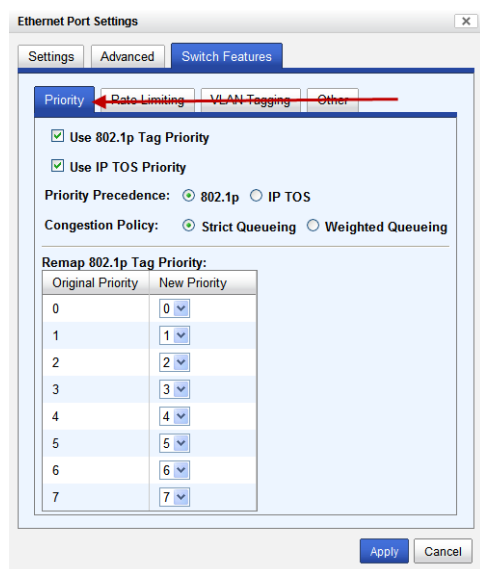 Ethernet Port Settings
Settings Advanced Switch Features
Priority Rate Limiting VLAN Tagging Other
Use 802.1p Tag Priority
Use IP TOS Priority
Priority Precedence: 802.1p IP TOS
Congestion Policy: Strict Queueing Weighted Queueing
Remap 802.1p Tag Priority:
Original Priority New Priority
0 0
1 1
2 2
3 3
4 4
5 5
6 6
7 7
Apply Cancel